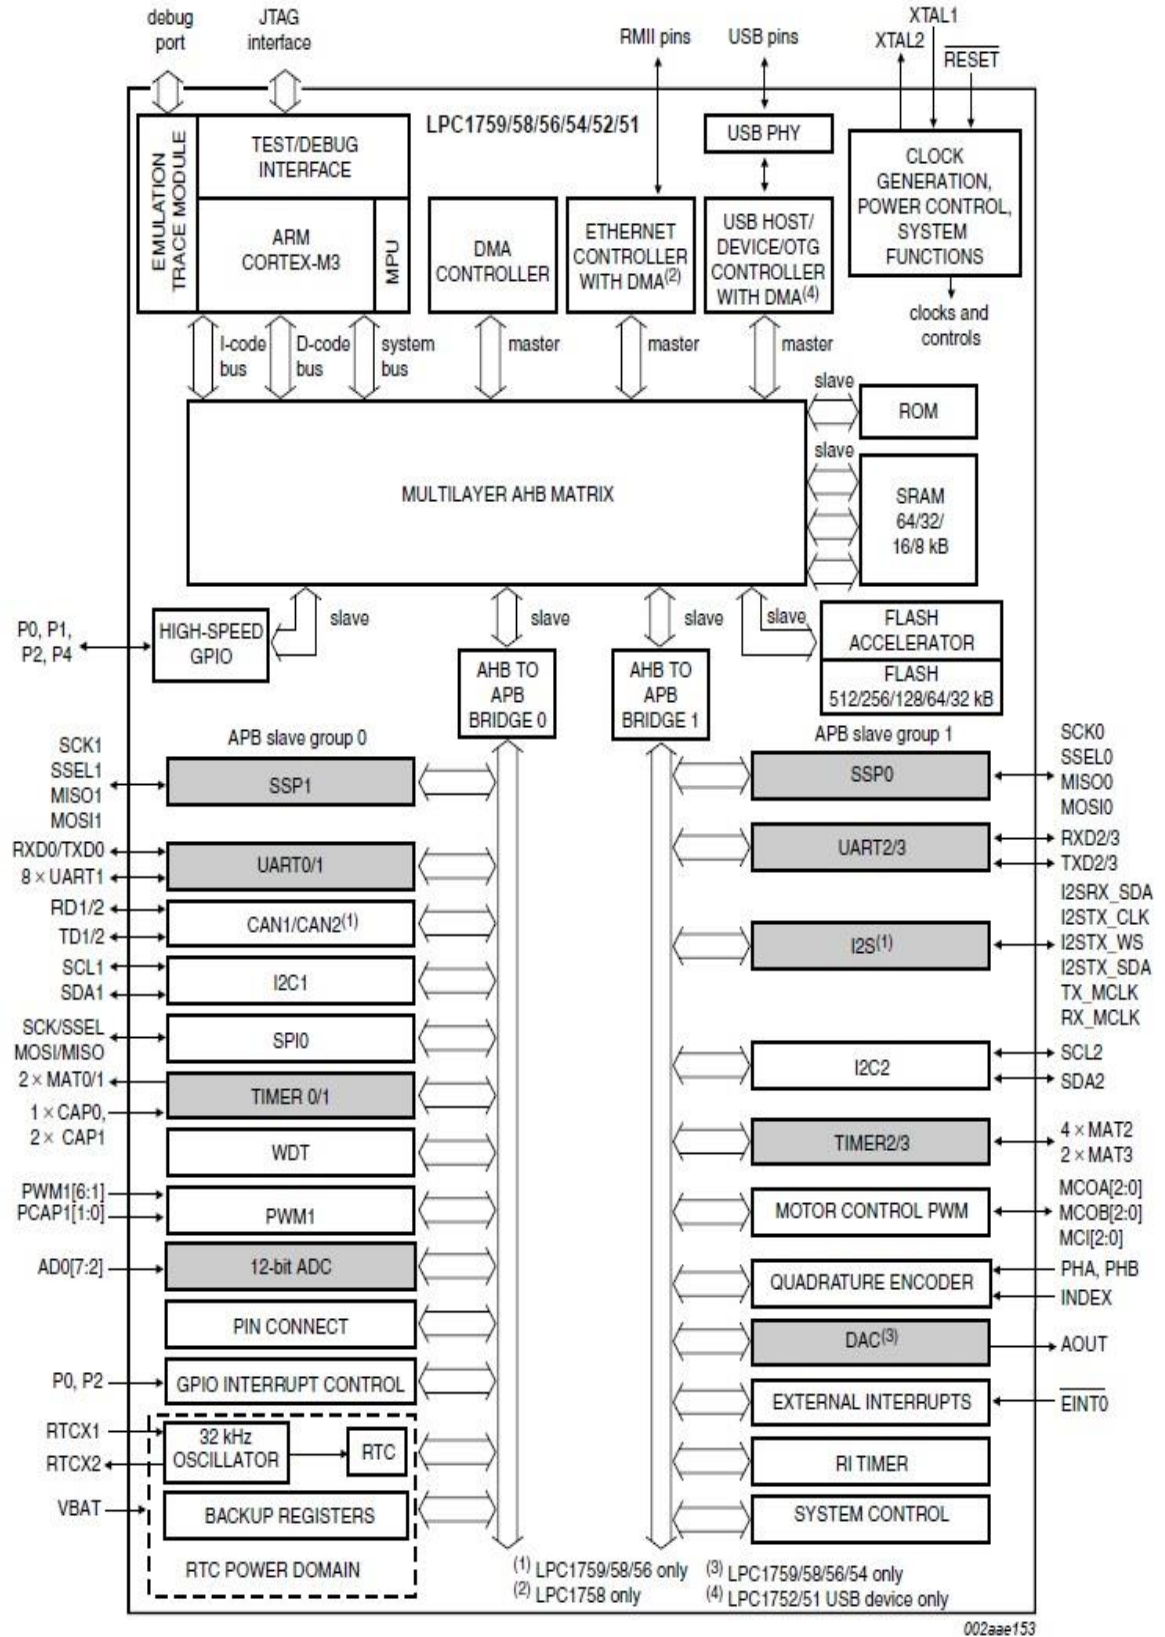 debug
port
JTAG
interface
RMII pins
USB pins
XTAL1
XTAL2
RESET
LPC1759/58/56/54/52/51
EMULATION
TRACE MODULE
TEST/DEBUG
INTERFACE
ARM
CORTEX-M3
MPU
DMA
CONTROLLER
ETHERNET
CONTROLLER
WITH DMA(2)
USB PHY
USB HOST/
DEVICE/OTG
CONTROLLER
WITH DMA(4)
CLOCK
GENERATION,
POWER CONTROL,
SYSTEM
FUNCTIONS
clocks and
controls
I-code
bus
D-code
bus
system
bus
master
master
master
slave
ROM
slave
MULTILAYER AHB MATRIX
SRAM
64/32/
16/8 kB
P0, P1,
P2, P4
HIGH-SPEED
GPIO
slave
slave
slave
slave
AHB TO
APB
BRIDGE 0
AHB TO
APB
BRIDGE 1
FLASH
ACCELERATOR
FLASH
512/256/128/64/32 kB
APB slave group 0
APB slave group 1
SCK1
SSEL1
MISO1
MOSI1
SSP1
RXD0/TXD0
8 × UART1
UART0/1
RD1/2
TD1/2
CAN1/CAN2(1)
SCL1
SDA1
I2C1
SCK/SSEL
MOSI/MISO
SPI0
2 × MAT0/1
1 × CAP0,
2 × CAP1
TIMER 0/1
WDT
PWM1[6:1]
PCAP1[1:0]
PWM1
AD0[7:2]
12-bit ADC
PIN CONNECT
P0, P2
GPIO INTERRUPT CONTROL
RTCX1
RTCX2
32 kHz
OSCILLATOR
RTC
VBAT
BACKUP REGISTERS
RTC POWER DOMAIN
SSP0
SCK0
SSEL0
MISO0
MOSI0
UART2/3
RXD2/3
TXD2/3
I2S(1)
I2SRX_SDA
I2STX_CLK
I2STX_WS
I2STX_SDA
TX_MCLK
RX_MCLK
I2C2
SCL2
SDA2
TIMER2/3
4 × MAT2
2 × MAT3
MOTOR CONTROL PWM
MCOA[2:0]
MCOB[2:0]
MCI[2:0]
QUADRATURE ENCODER
PHA, PHB
INDEX
DAC(3)
AOUT
EXTERNAL INTERRUPTS
EINT0
RI TIMER
SYSTEM CONTROL
(1) LPC1759/58/56 only
(2) LPC1758 only
(3) LPC1759/58/56/54 only
(4) LPC1752/51 USB device only
002aae153